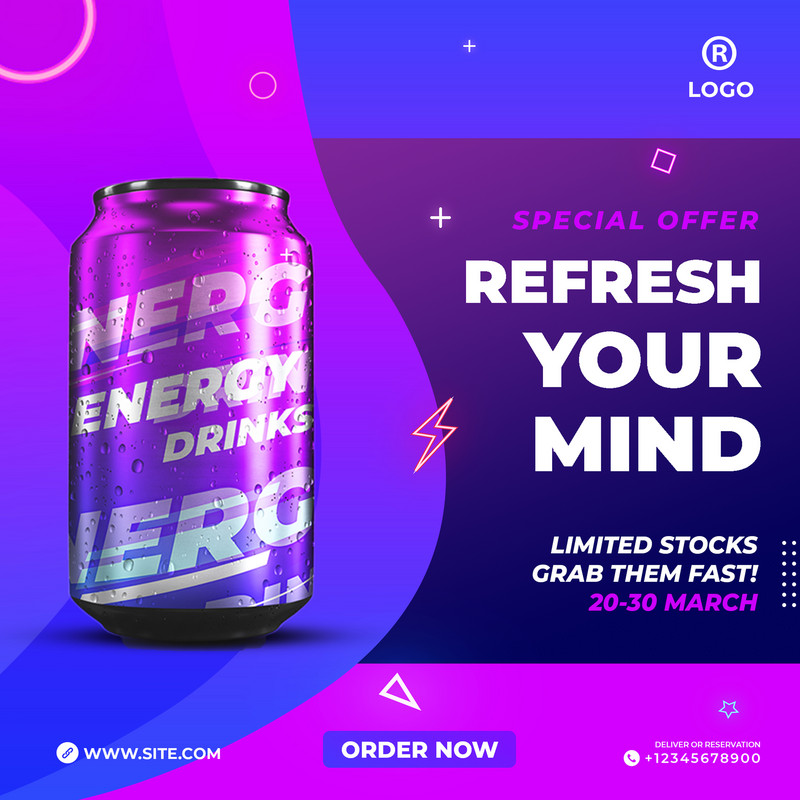 ®
LOGO
SPECIAL OFFER
REFRESH
YOUR
MIND
NERG
ENERGY
DRINKS
NERG
LIMITED STOCKS
GRAB THEM FAST!
20-30 MARCH
WWW.SITE.COM
ORDER NOW
DELIVER OR RESERVATION
+12345678900